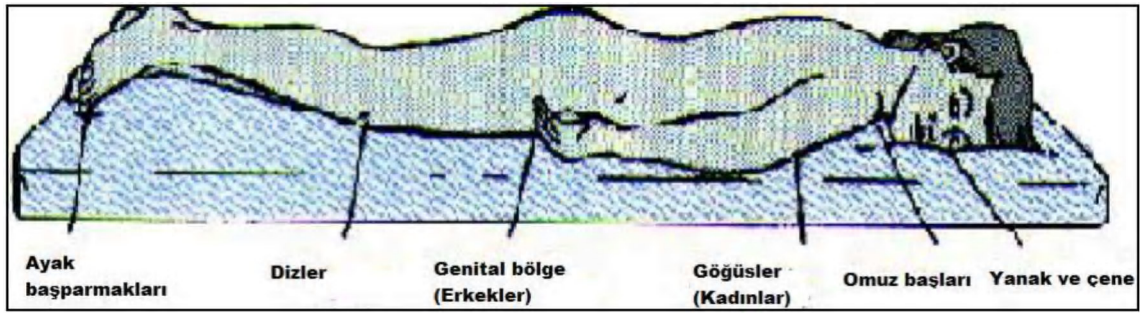 Ayak
başparmakları
Dizler
Genital bölge
(Erkekler)
Göğüsler
(Kadınlar)
Omuz başları
Yanak ve çene